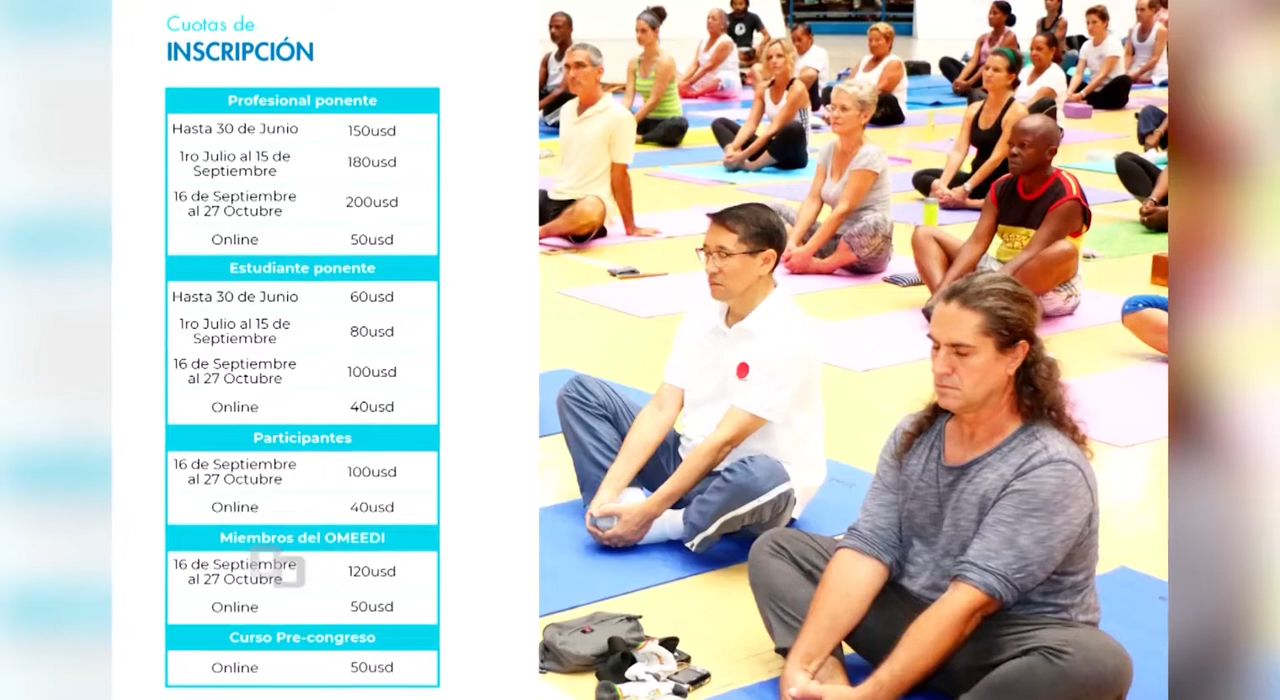 Cuotas de
INSCRIPCIÓN
Profesional ponente
Hasta 30 de Junio 150usd
1ro Julio al 15 de
Septiembre 180usd
16 de Septiembre
al 27 Octubre 200usd
Online 50usd
Estudiante ponente
Hasta 30 de Junio 60usd
1ro Julio al 15 de
Septiembre 80usd
16 de Septiembre
al 27 Octubre 100usd
Online 40usd
Participantes
16 de Septiembre
al 27 Octubre 100usd
Online 40usd
Miembros del OMEEDI
16 de Septiembre
al 27 Octubre 120usd
Online 50usd
Curso Pre-congreso
Online 50usd